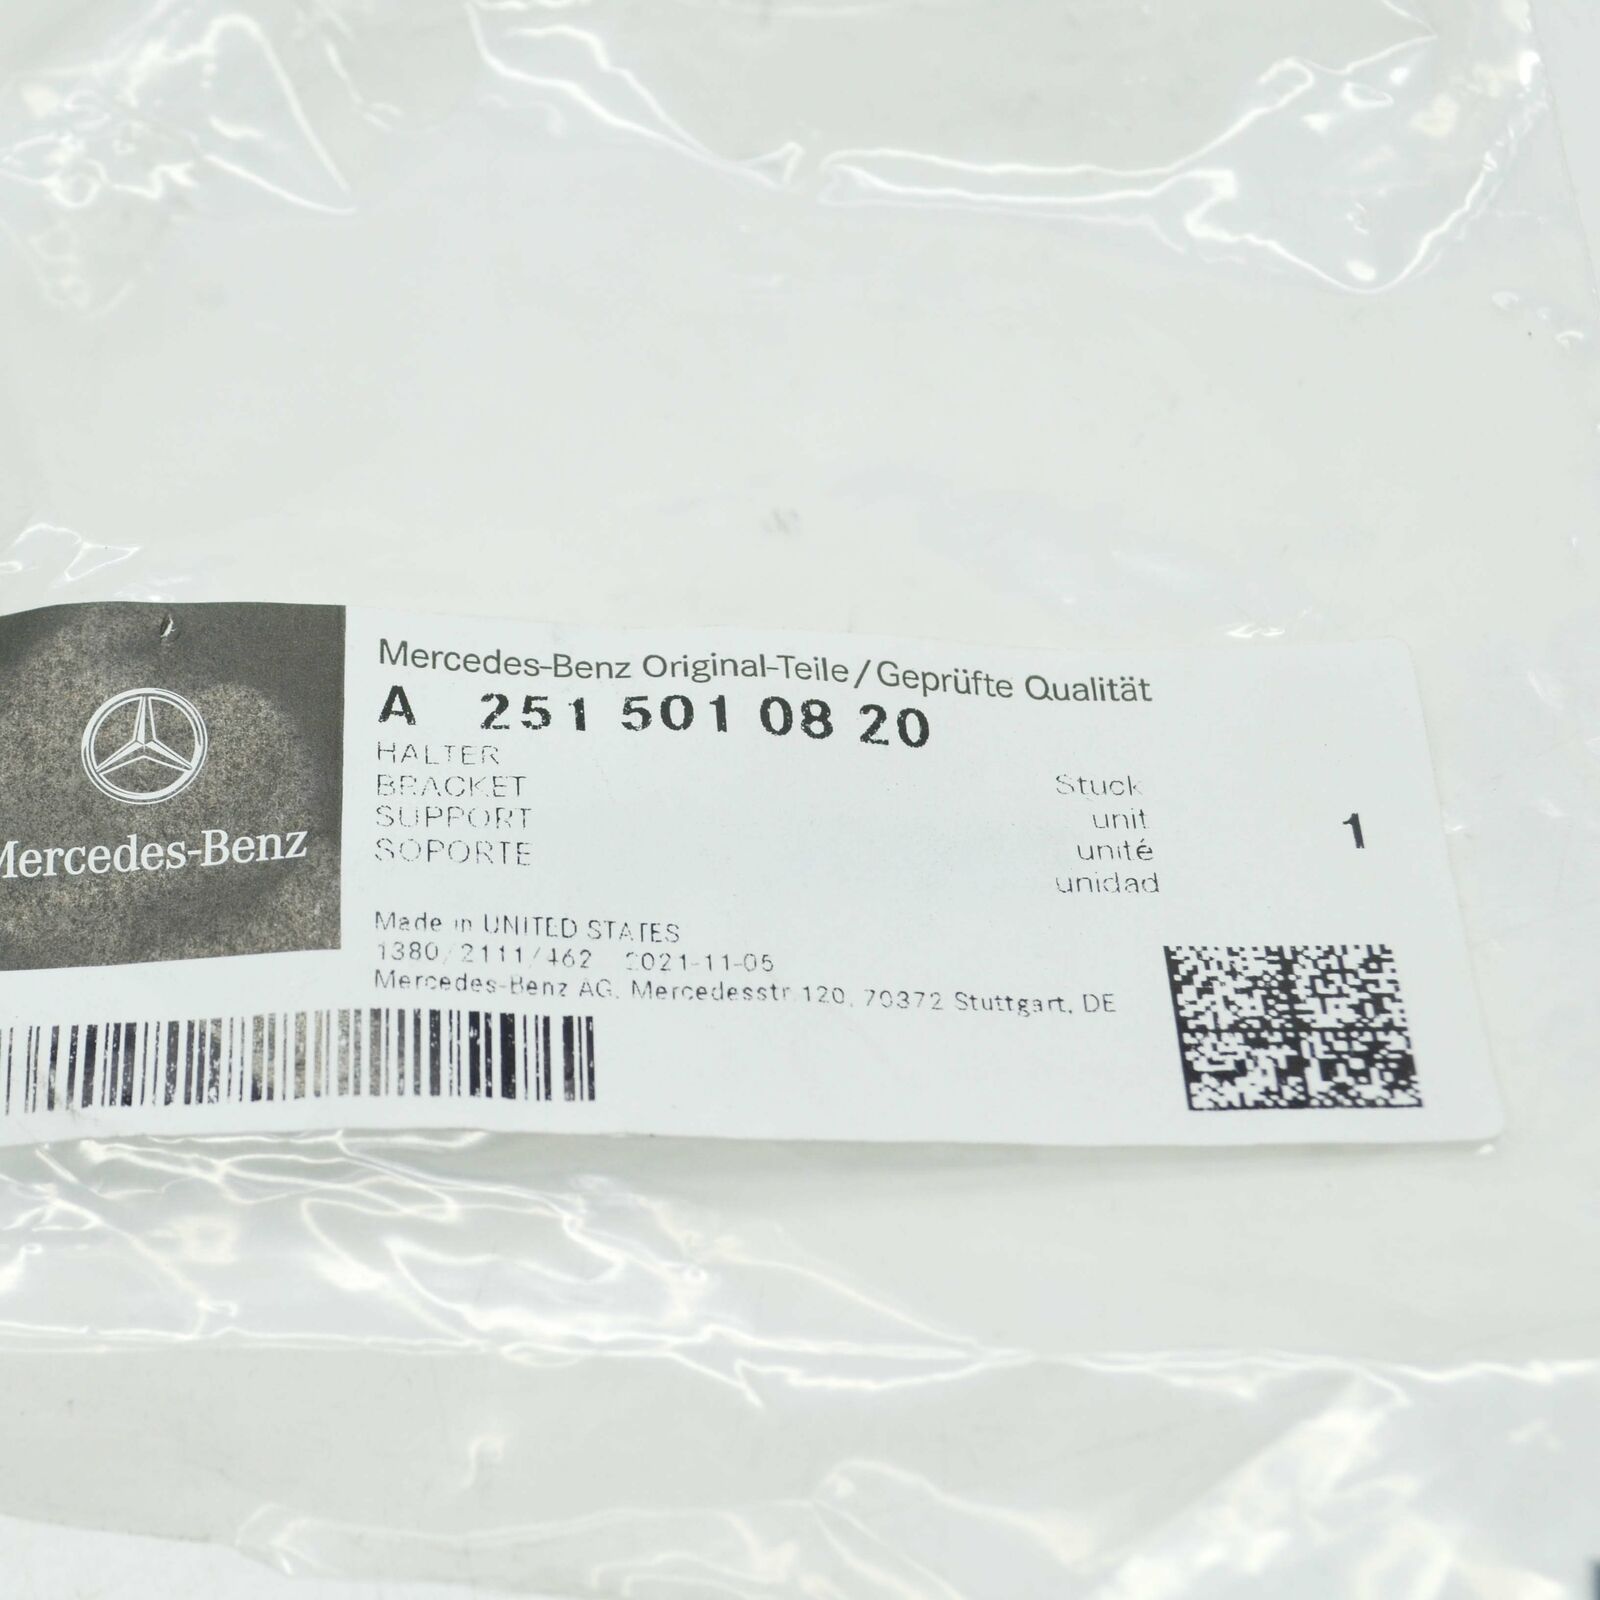 Mercedes-Benz
Mercedes-Benz Original-Teile/Geprüfte Qualität
A 251 501 08 20
HALTER
BRACKET
SUPPORT
SOPORTE
Stuck
unit
unité
unidad
1
Made in UNITED STATES
1380/2111/462 2021-11-05
Mercedes-Benz AG, Mercedesstr.120, 70372 Stuttgart, DE